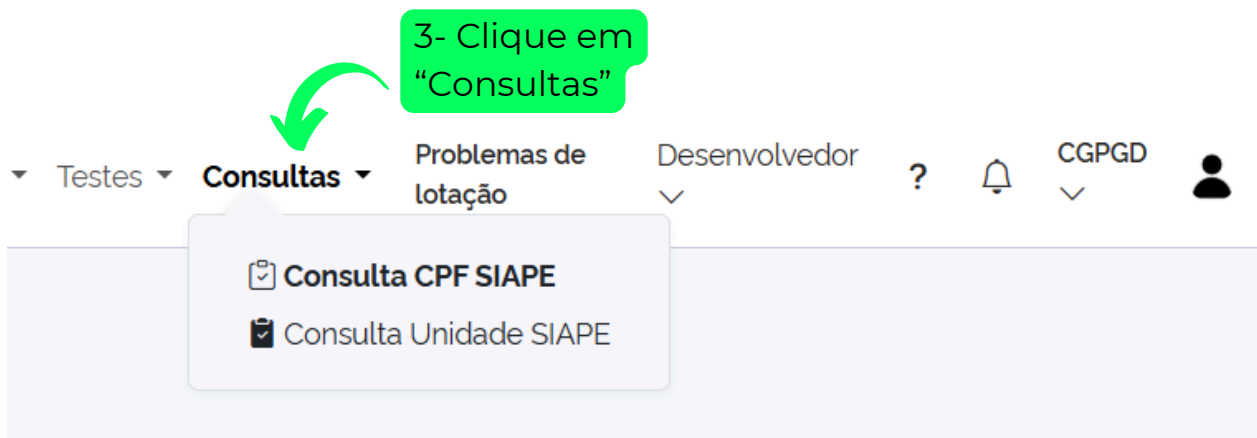 3- Clique em
“Consultas”
Testes
Consultas
Problemas de
lotação
Desenvolvedor
?
CGPGD
Consulta CPF SIAPE
Consulta Unidade SIAPE